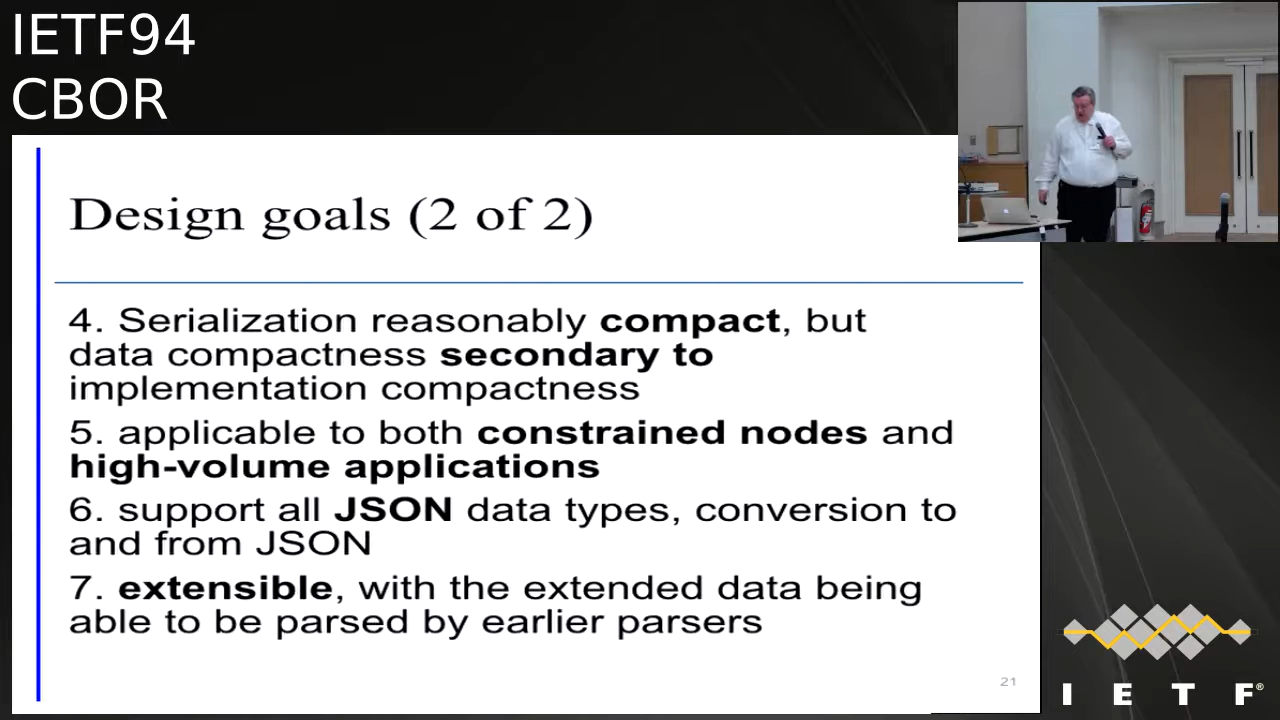 IETF94
CBOR
Design goals (2 of 2)
4. Serialization reasonably compact, but
data compactness secondary to
implementation compactness
5. applicable to both constrained nodes and
high-volume applications
6. support all JSON data types, conversion to
and from JSON
7. extensible, with the extended data being
able to be parsed by earlier parsers
21
I E T F®